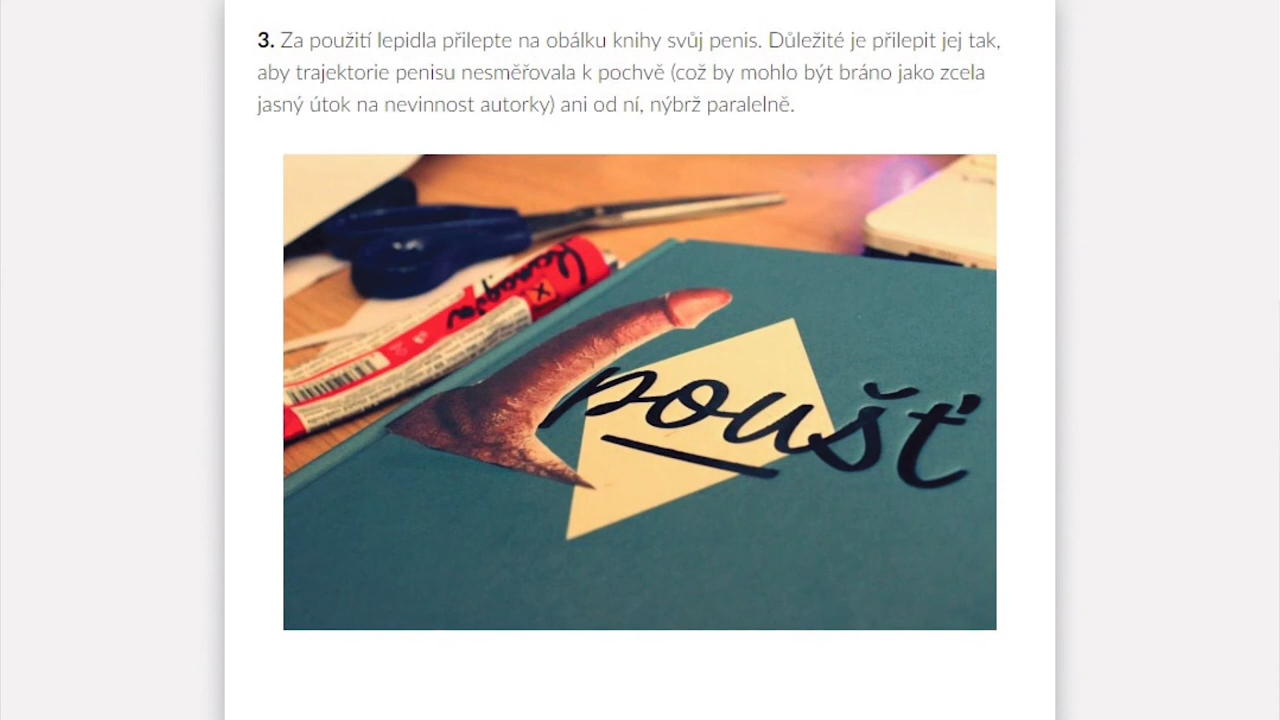 3. Za použití lepidla přilepte na obálku knihy svůj penis. Důležité je přilepit jej tak,
aby trajektorie penisu nesměřovala k pochvě (což by mohlo být bráno jako zcela
jasný útok na nevinnost autorky) ani od ní, nýbrž paralelně.
poušť